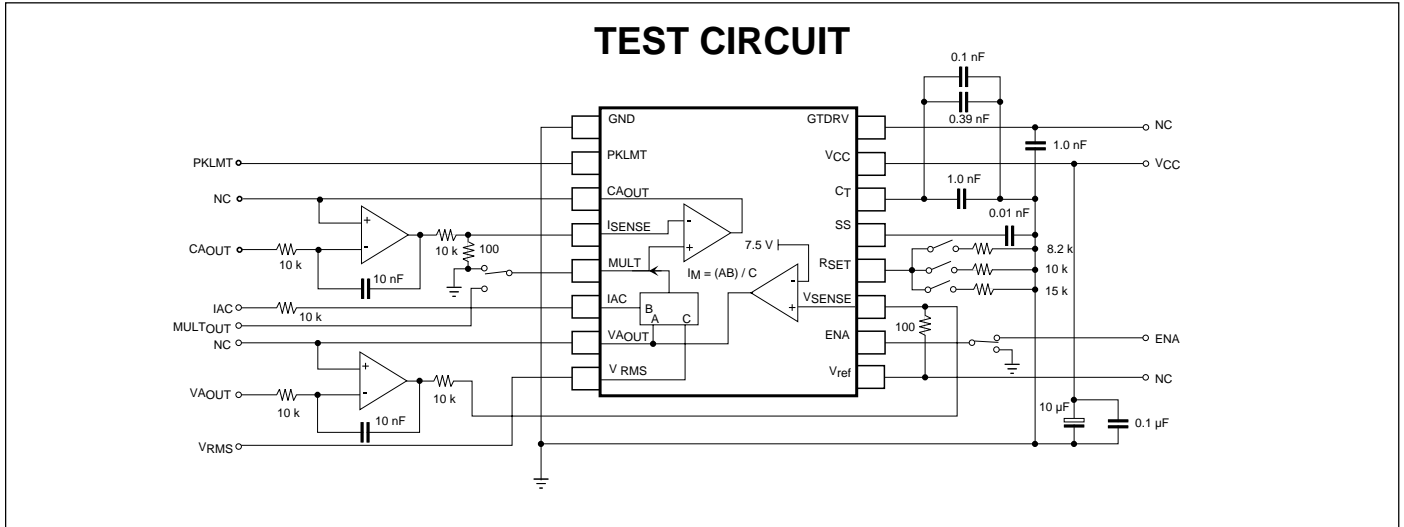 TEST CIRCUIT
0.1 nF
0.39 nF
GND
GTDRV
NC
1.0 nF
PKLMT
PKLMT
VCC
VCC
NC
CAOUT
CT
1.0 nF
0.01 nF
+
-
ISENSE
-
+
SS
CAOUT
10 k
10 nF
10 k
100
7.5 V
8.2 k
MULT
IM = (AB) / C
-
+
RSET
10 k
15 k
IAC
10 k
IAC
B
A
C
VSENSE
100
MULTOUT
NC
VAOUT
ENA
ENA
+
-
V RMS
Vref
NC
VAOUT
10 k
10 nF
10 k
10 µF
0.1 µF
VRMS